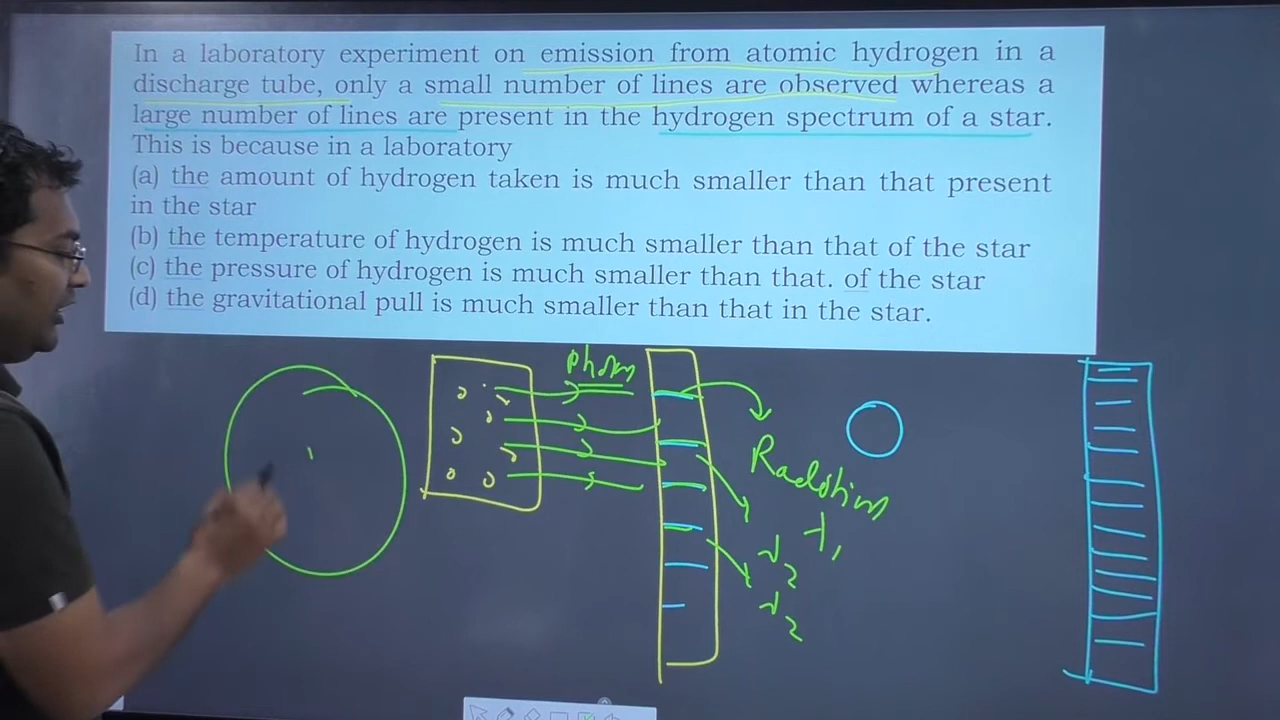 In a laboratory experiment on emission from atomic hydrogen in a
discharge tube, only a small number of lines are observed whereas a
large number of lines are present in the hydrogen spectrum of a star.
This is because in a laboratory
(a) the amount of hydrogen taken is much smaller than that present
in the star
(b) the temperature of hydrogen is much smaller than that of the star
(c) the pressure of hydrogen is much smaller than that. of the star
(d) the gravitational pull is much smaller than that in the star.
λ1
λ2
λ2